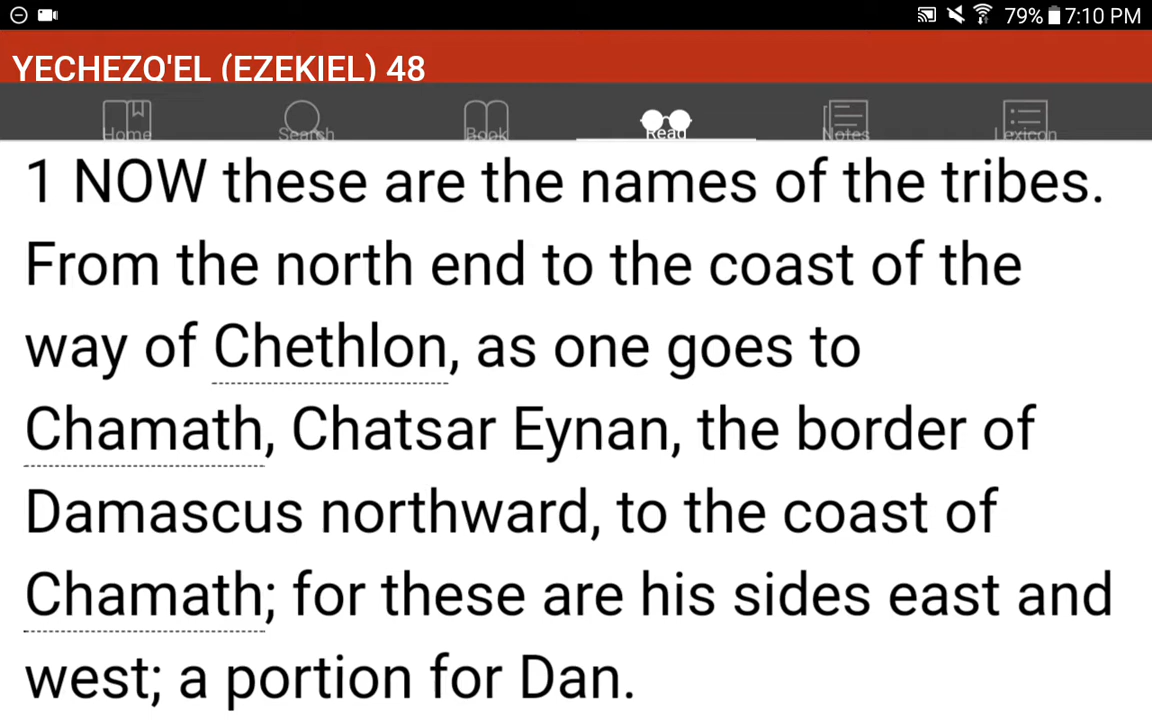 79% 7:10 PM
YECHEZQ'EL (EZEKIEL) 48
Home Search Book Read Notes Lexicon
1 NOW these are the names of the tribes.
From the north end to the coast of the
way of Chethlon, as one goes to
Chamath, Chatsar Eynan, the border of
Damascus northward, to the coast of
Chamath; for these are his sides east and
west; a portion for Dan.